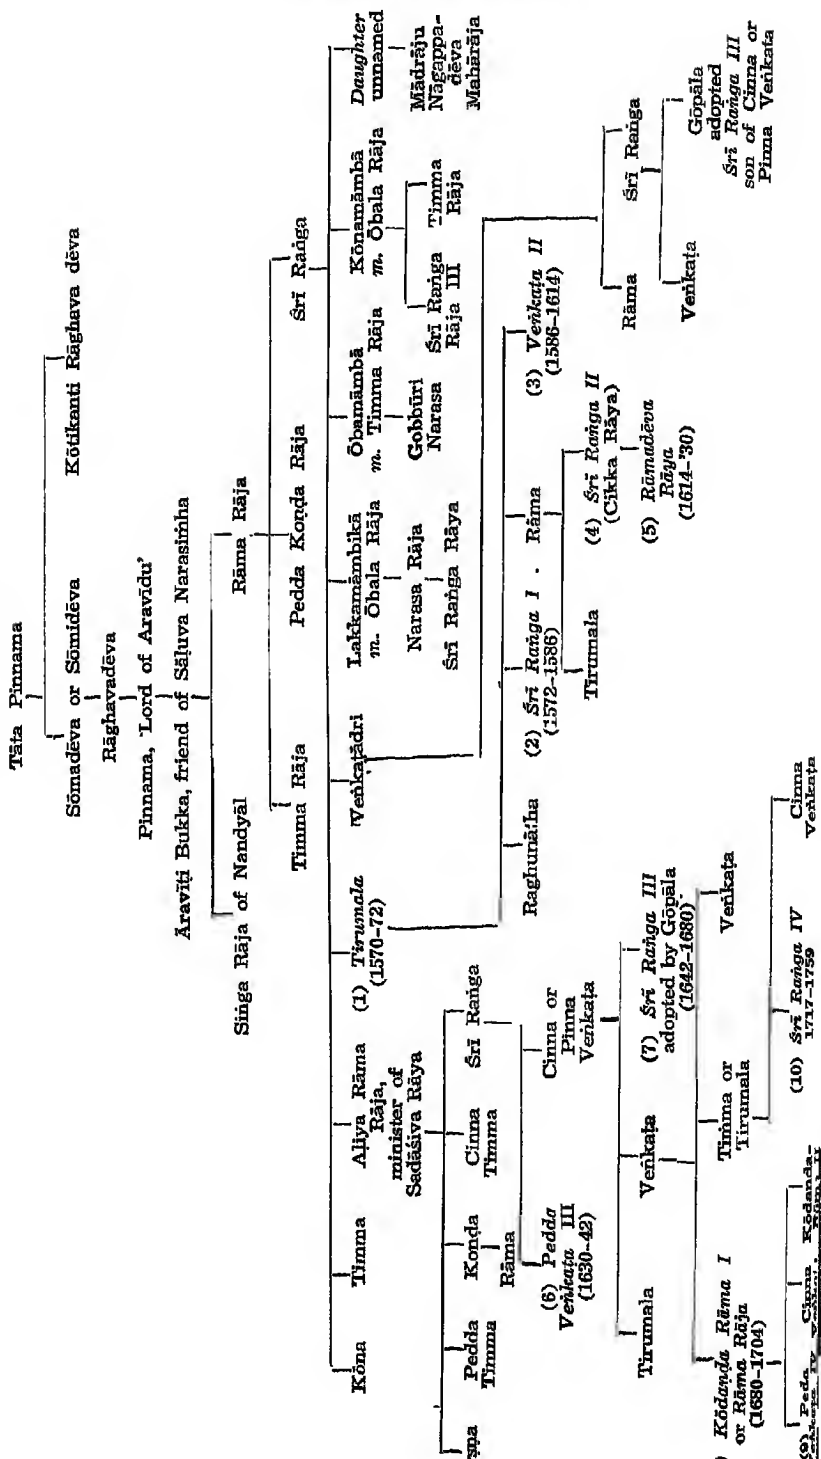 Tāta Pinnama
Sōmadēva or Sōmidēva
Kōtikanti Rāghava dēva
Rāghavadēva
Pinnama, 'Lord of Araviḍu'
Āraviṭi Bukka, friend of Sāḷuva Narasiṁha
Siṅga Rāja of Nandyāl
Rāma Rāja
Timma Rāja
Pedda Koṇḍa Rāja
Śrī Raṅga
Kōna
Timma
Aḷiya Rāma
Rāja,
minister of
Sadāśiva Rāya
(1) Tirumala
(1570-72)
Veṅkaṭādri
Lakkamāmbikā
m. Ōbala Rāja
Narasa Rāja
Śrī Raṅga Rāya
Ōbamāmbā
m. Timma Rāja
Gobbūri
Narasa
Kōnamāmbā
m. Ōbala Rāja
Śrī Raṅga
Rāja III
Timma
Rāja
Daughter
unnamed
Mādrāju
Nāgappa-
dēva
Mahārāja
Pedda
Timma
Koṇḍa
Cinna
Timma
Śrī Raṅga
Rāma
Raghunātha
(2) Śrī Raṅga I
(1572-1586)
Rāma
(3) Veṅkaṭa II
(1586-1614)
Rāma
Śrī Raṅga
Tirumala
(4) Śrī Raṅga II
(Cikka Rāya)
(5) Rāmadēva
Rāya
(1614-'30)
Veṅkaṭa
Gōpāla
adopted
Śrī Raṅga III
son of Cinna or
Pinna Veṅkaṭa
(6) Pedda
Veṅkaṭa III
(1630-42)
Cinna or
Pinna
Veṅkaṭa
Tirumala
Veṅkaṭa
(7) Śrī Raṅga III
adopted by Gōpāla
(1642-1680)
Kōdaṇḍa Rāma I
or Rāma Rāja
(1680-1704)
Timma or
Tirumala
Veṅkaṭa
(9) Peda
Cinna
Kōdanda-
(10) Śrī Raṅga IV
1717-1759
Cinna
Veṅkaṭa